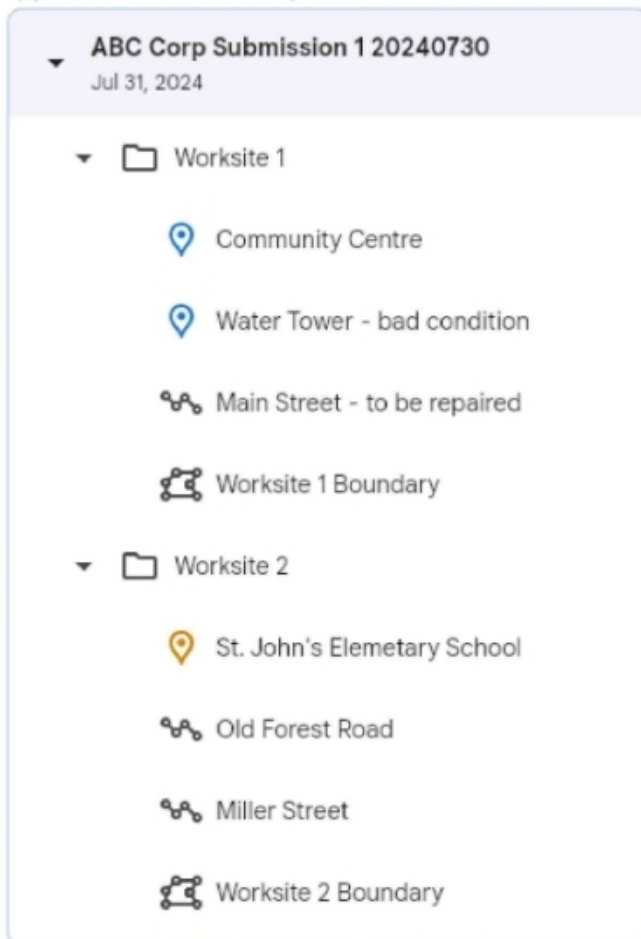 ABC Corp Submission 1 20240730
Jul 31, 2024
Worksite 1
Community Centre
Water Tower - bad condition
Main Street - to be repaired
Worksite 1 Boundary
Worksite 2
St. John's Elemetary School
Old Forest Road
Miller Street
Worksite 2 Boundary